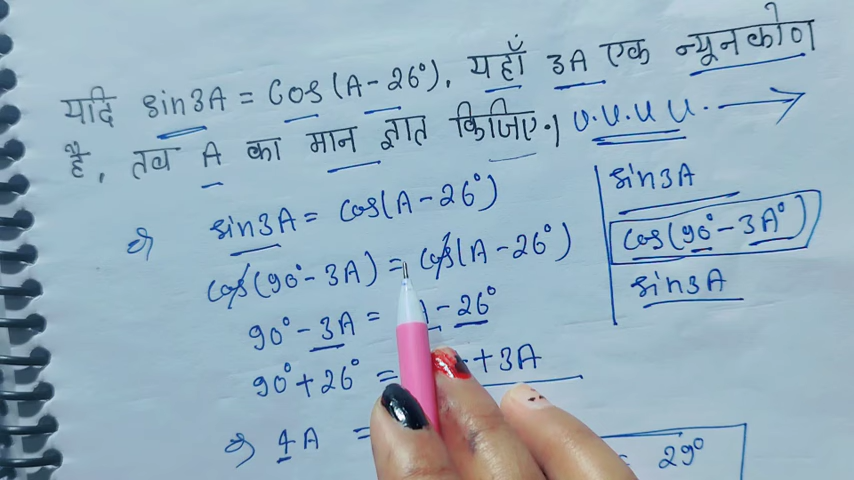 यदि sin3A = Cos(A - 26°), यहाँ 3A एक न्यूनकोण
है, तब A का मान ज्ञात किजिए। v.v.v v. →
⇒ sin3A = cos(A - 26°)
cos(90° - 3A) = cos(A - 26°)
90° - 3A = A - 26°
90° + 26° = + 3A
⇒ 4A =
= 29°
sin3A
cos(90° - 3A°)
sin3A